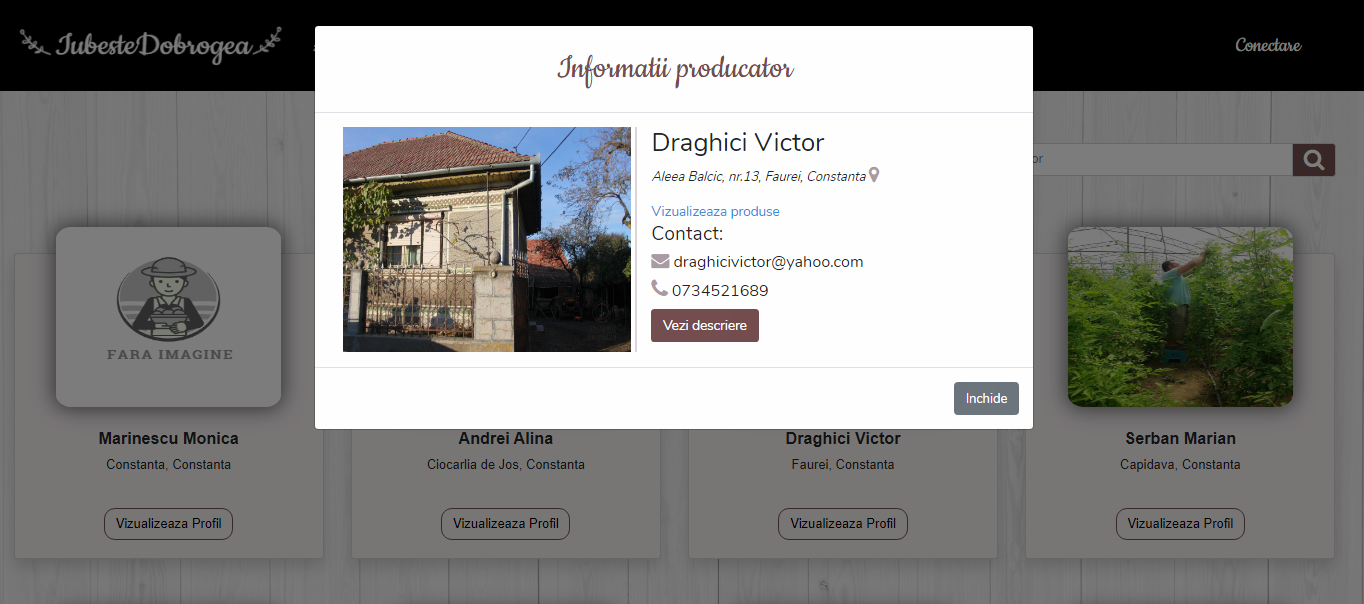 IubesteDobrogea
Conectare
Informatii producator
Draghici Victor
Aleea Balcic, nr.13, Faurei, Constanta
Vizualizeaza produse
Contact:
draghicivictor@yahoo.com
0734521689
Vezi descriere
Inchide
FARA IMAGINE
Marinescu Monica
Constanta, Constanta
Vizualizeaza Profil
Andrei Alina
Ciocarlia de Jos, Constanta
Vizualizeaza Profil
Draghici Victor
Faurei, Constanta
Vizualizeaza Profil
Serban Marian
Capidava, Constanta
Vizualizeaza Profil